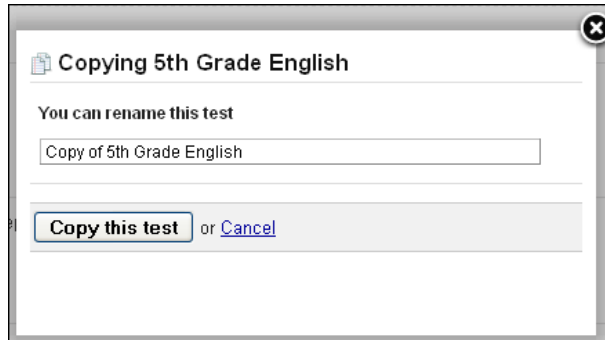 Copying 5th Grade English
You can rename this test
Copy of 5th Grade English
Copy this test or Cancel